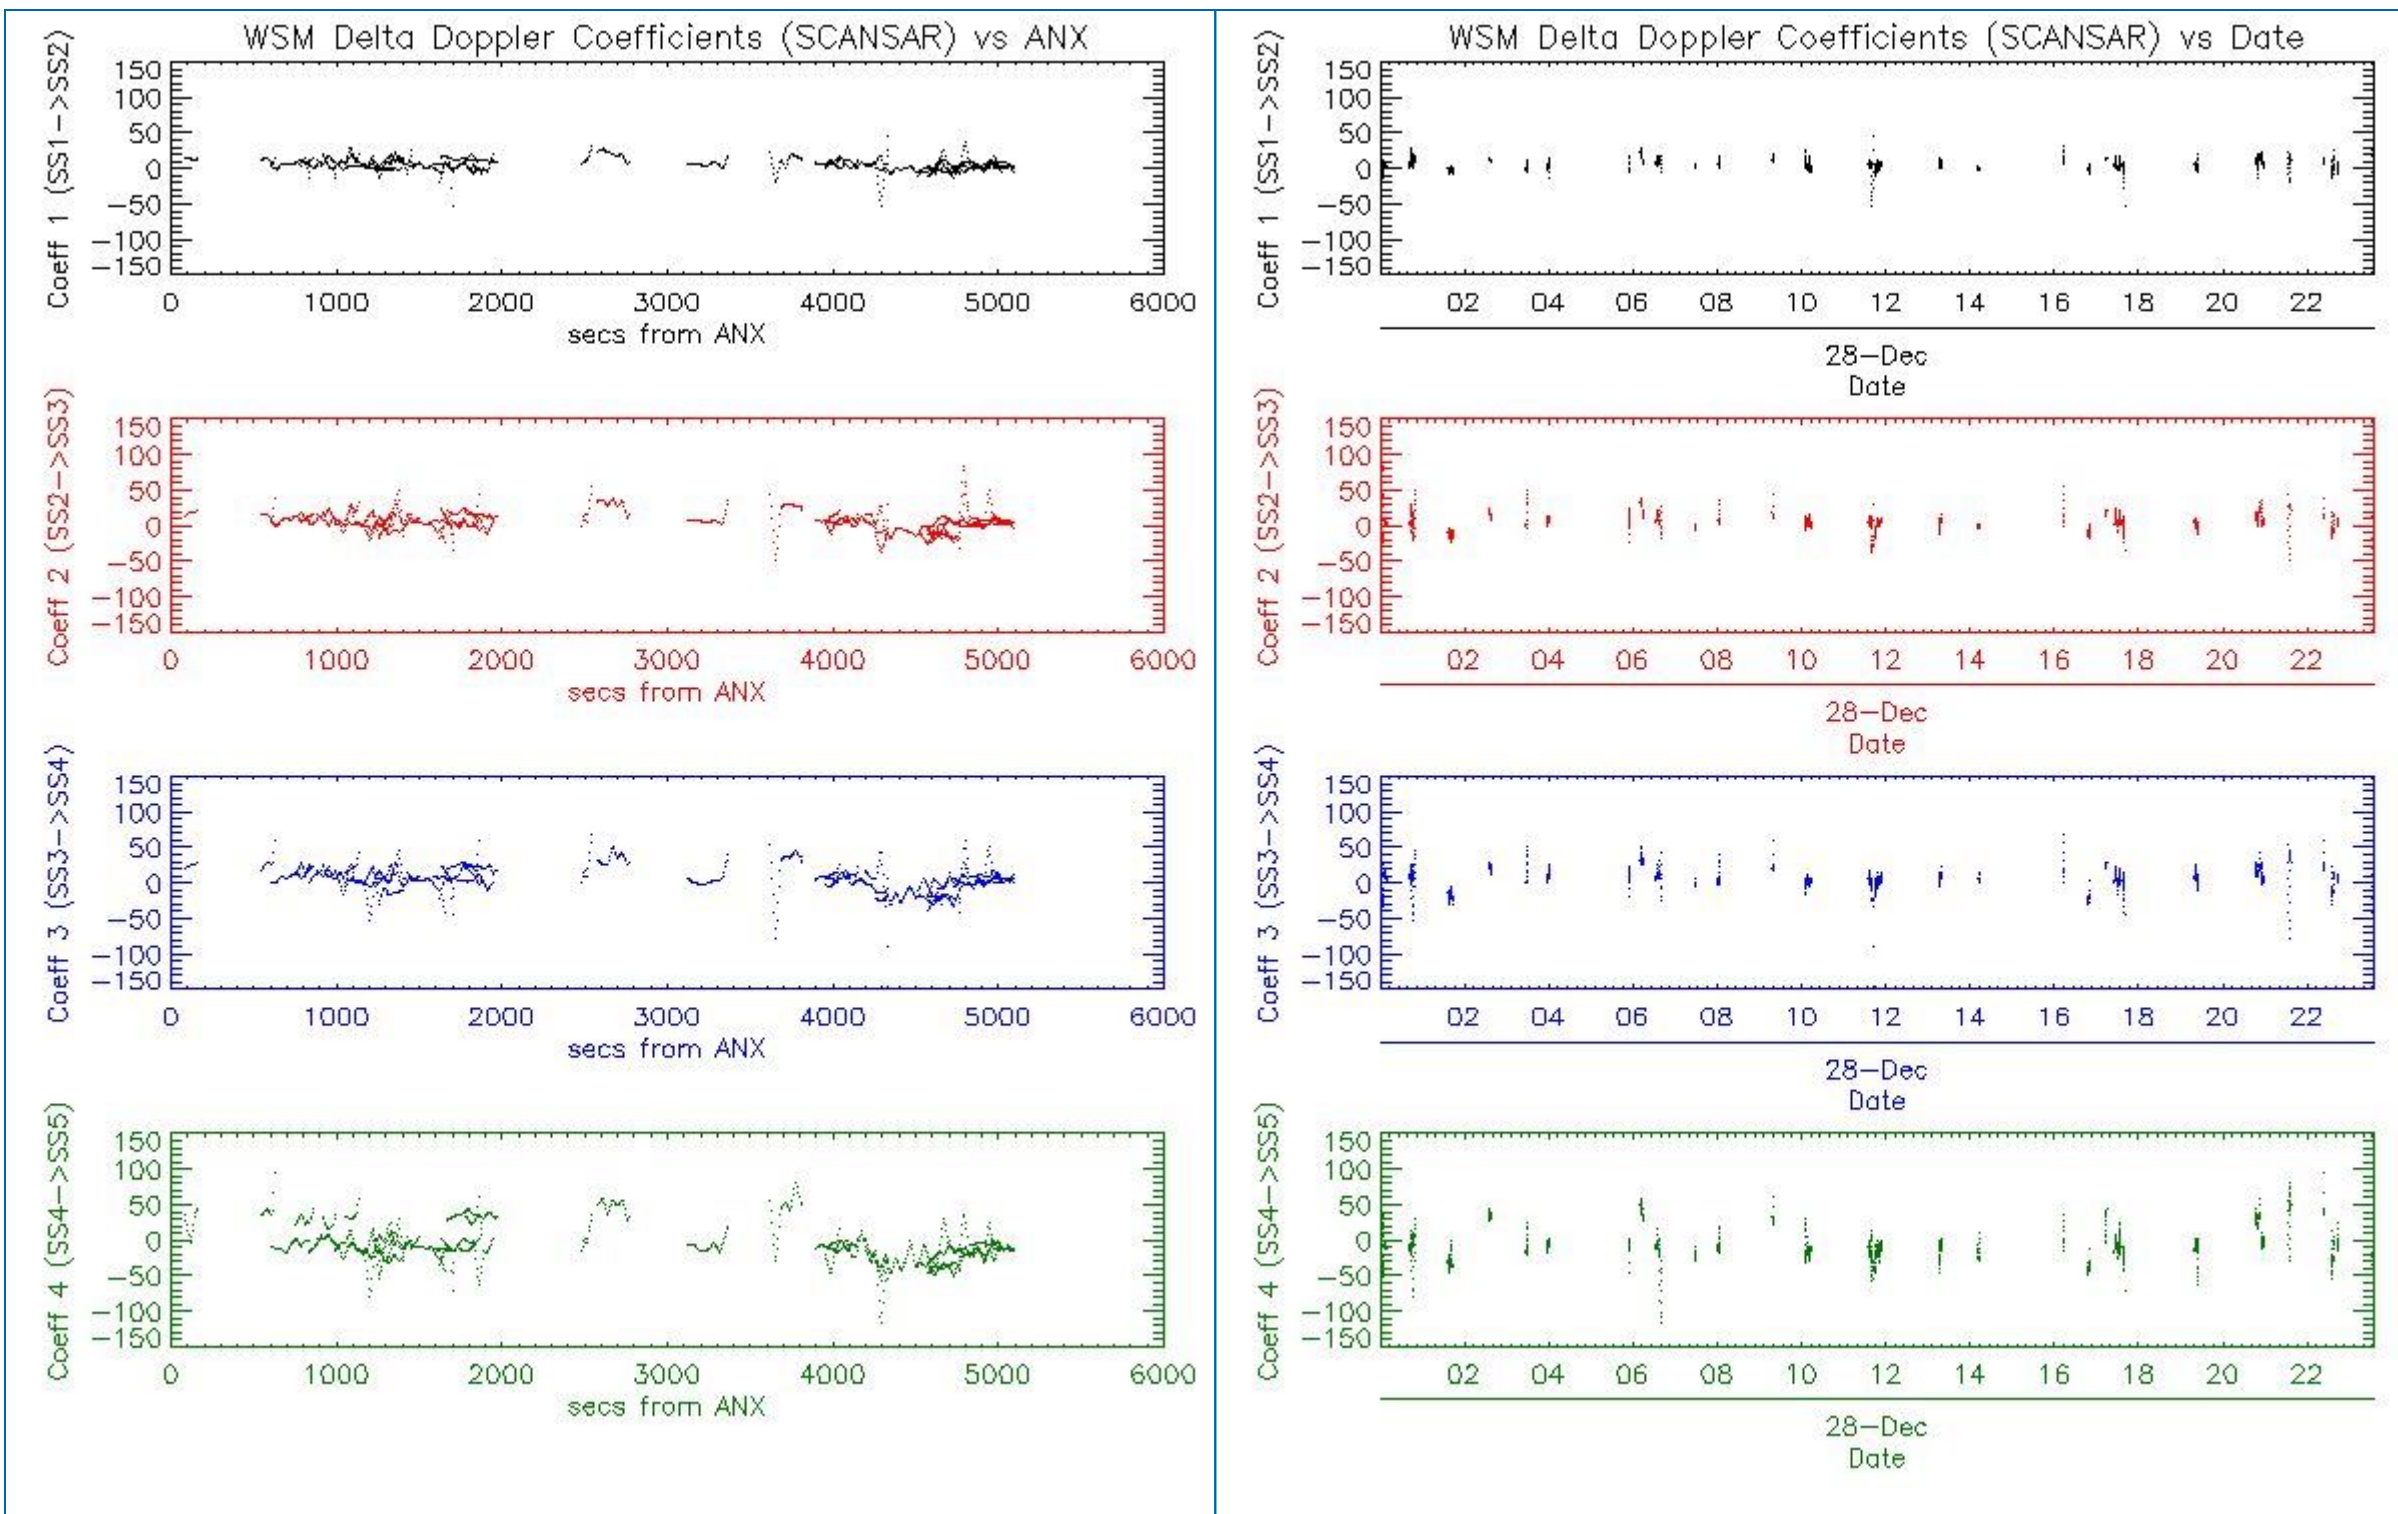 WSM Delta Doppler Coefficients (SCANSAR) vs ANX
Coeff 1 (SS1->SS2)
150
100
50
0
-50
-100
-150
0 1000 2000 3000 4000 5000 6000
secs from ANX
Coeff 2 (SS2->SS3)
150
100
50
0
-50
-100
-150
0 1000 2000 3000 4000 5000 6000
secs from ANX
Coeff 3 (SS3->SS4)
150
100
50
0
-50
-100
-150
0 1000 2000 3000 4000 5000 6000
secs from ANX
Coeff 4 (SS4->SS5)
150
100
50
0
-50
-100
-150
0 1000 2000 3000 4000 5000 6000
secs from ANX
WSM Delta Doppler Coefficients (SCANSAR) vs Date
Coeff 1 (SS1->SS2)
150
100
50
0
-50
-100
-150
02 04 06 08 10 12 14 16 18 20 22
28-Dec
Date
Coeff 2 (SS2->SS3)
150
100
50
0
-50
-100
-150
02 04 06 08 10 12 14 16 18 20 22
28-Dec
Date
Coeff 3 (SS3->SS4)
150
100
50
0
-50
-100
-150
02 04 06 08 10 12 14 16 18 20 22
28-Dec
Date
Coeff 4 (SS4->SS5)
150
100
50
0
-50
-100
-150
02 04 06 08 10 12 14 16 18 20 22
28-Dec
Date